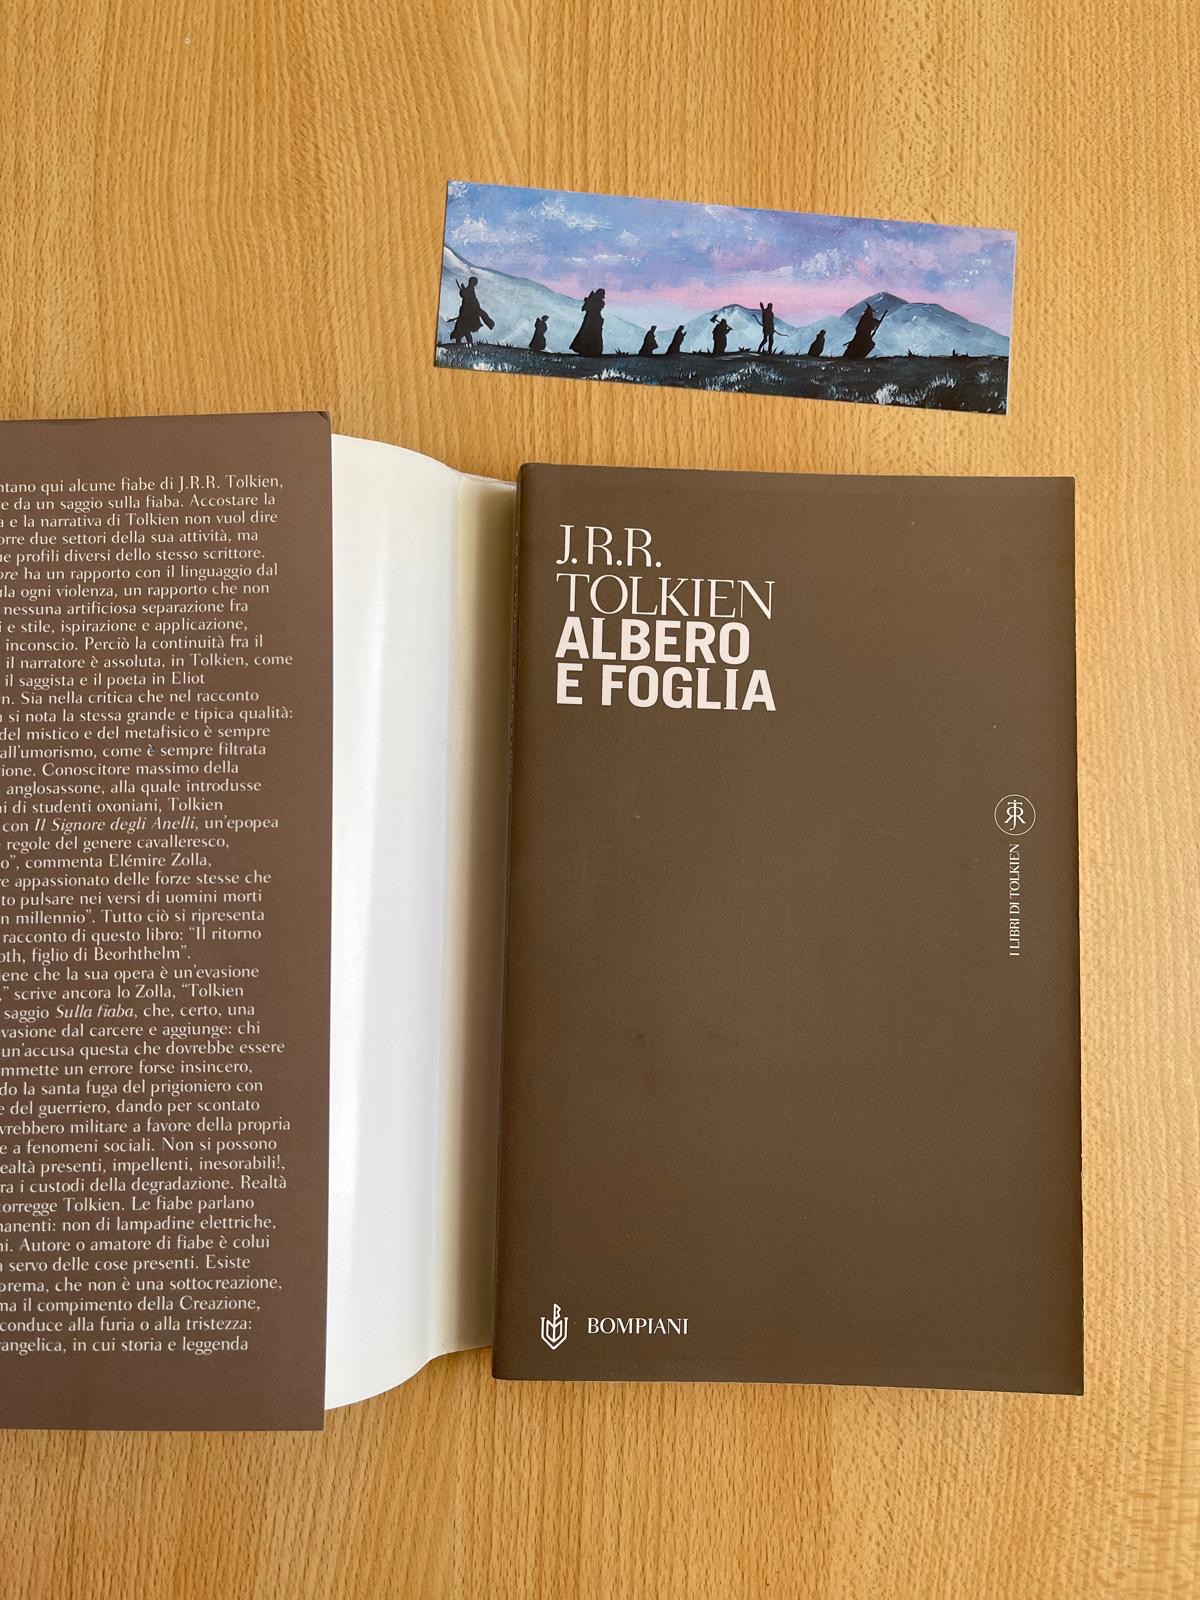 ntano qui alcune fiabe di J.R.R. Tolkien,
e da un saggio sulla fiaba. Accostare la
a e la narrativa di Tolkien non vuol dire
orre due settori della sua attività, ma
ue profili diversi dello stesso scrittore.
ore ha un rapporto con il linguaggio dal
ula ogni violenza, un rapporto che non
nessuna artificiosa separazione fra
i e stile, ispirazione e applicazione,
inconscio. Perciò la continuità fra il
il narratore è assoluta, in Tolkien, come
il saggista e il poeta in Eliot
n. Sia nella critica che nel racconto
n si nota la stessa grande e tipica qualità:
del mistico e del metafisico è sempre
all'umorismo, come è sempre filtrata
ione. Conoscitore massimo della
anglosassone, alla quale introdusse
ni di studenti oxoniani, Tolkien
con Il Signore degli Anelli, un'epopea
e regole del genere cavalleresco,
o”, commenta Elémire Zolla,
re appassionato delle forze stesse che
to pulsare nei versi di uomini morti
n millennio”. Tutto ciò si ripresenta
racconto di questo libro: “Il ritorno
oth, figlio di Beorhthelm”.
iene che la sua opera è un'evasione
,” scrive ancora lo Zolla, “Tolkien
saggio Sulla fiaba, che, certo, una
vasione dal carcere e aggiunge: chi
un'accusa questa che dovrebbe essere
mmette un errore forse insincero,
do la santa fuga del prigioniero con
e del guerriero, dando per scontato
vrebbero militare a favore della propria
e a fenomeni sociali. Non si possono
ealtà presenti, impellenti, inesorabili!,
ra i custodi della degradazione. Realtà
correge Tolkien. Le fiabe parlano
nanenti: non di lampadine elettriche,
ni. Autore o amatore di fiabe è colui
a servo delle cose presenti. Esiste
prema, che non è una sottocreazione,
ma il compimento della Creazione,
conduce alla furia o alla tristezza:
vangelica, in cui storia e leggenda
J.R.R.
TOLKIEN
ALBERO
E FOGLIA
I LIBRI DI TOLKIEN
BOMPIANI